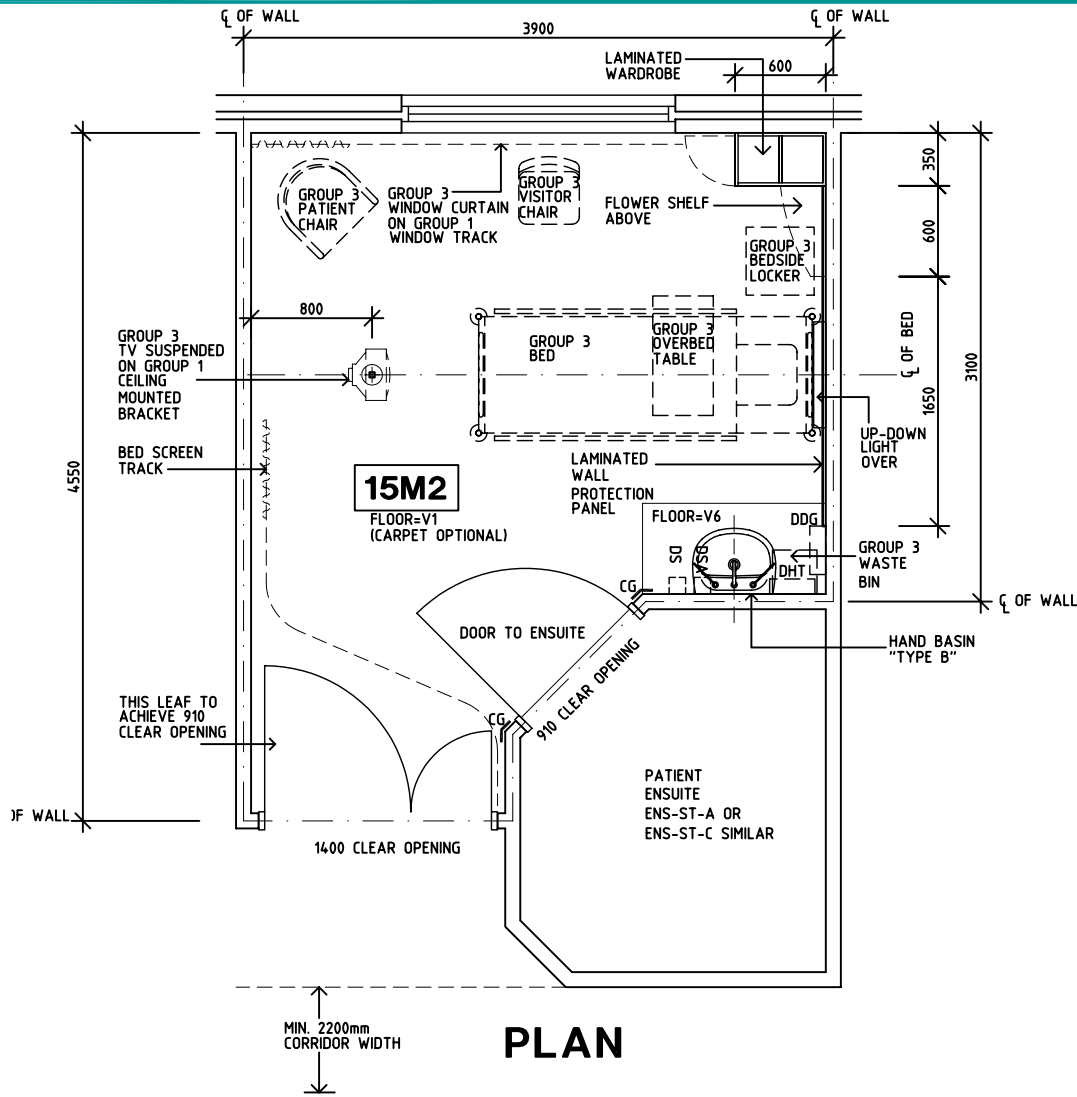 ℄ OF WALL
℄ OF WALL
3900
LAMINATED
WARDROBE
600
350
GROUP 3
PATIENT
CHAIR
GROUP 3
WINDOW CURTAIN
ON GROUP 1
WINDOW TRACK
GROUP 3
VISITOR
CHAIR
FLOWER SHELF
ABOVE
600
GROUP 3
BEDSIDE
LOCKER
800
GROUP 3
TV SUSPENDED
ON GROUP 1
CEILING
MOUNTED
BRACKET
GROUP 3
BED
GROUP 3
OVERBED
TABLE
℄ OF BED
3100
1650
UP-DOWN
LIGHT
OVER
BED SCREEN
TRACK
4550
LAMINATED
WALL
PROTECTION
PANEL
15M2
FLOOR=V1
(CARPET OPTIONAL)
FLOOR=V6
DDG
DS
DSA
DHT
GROUP 3
WASTE
BIN
CG
℄ OF WALL
DOOR TO ENSUITE
910 CLEAR OPENING
HAND BASIN
"TYPE B"
THIS LEAF TO
ACHIEVE 910
CLEAR OPENING
CG
PATIENT
ENSUITE
ENS-ST-A OR
ENS-ST-C SIMILAR
OF WALL
1400 CLEAR OPENING
MIN. 2200mm
CORRIDOR WIDTH
PLAN